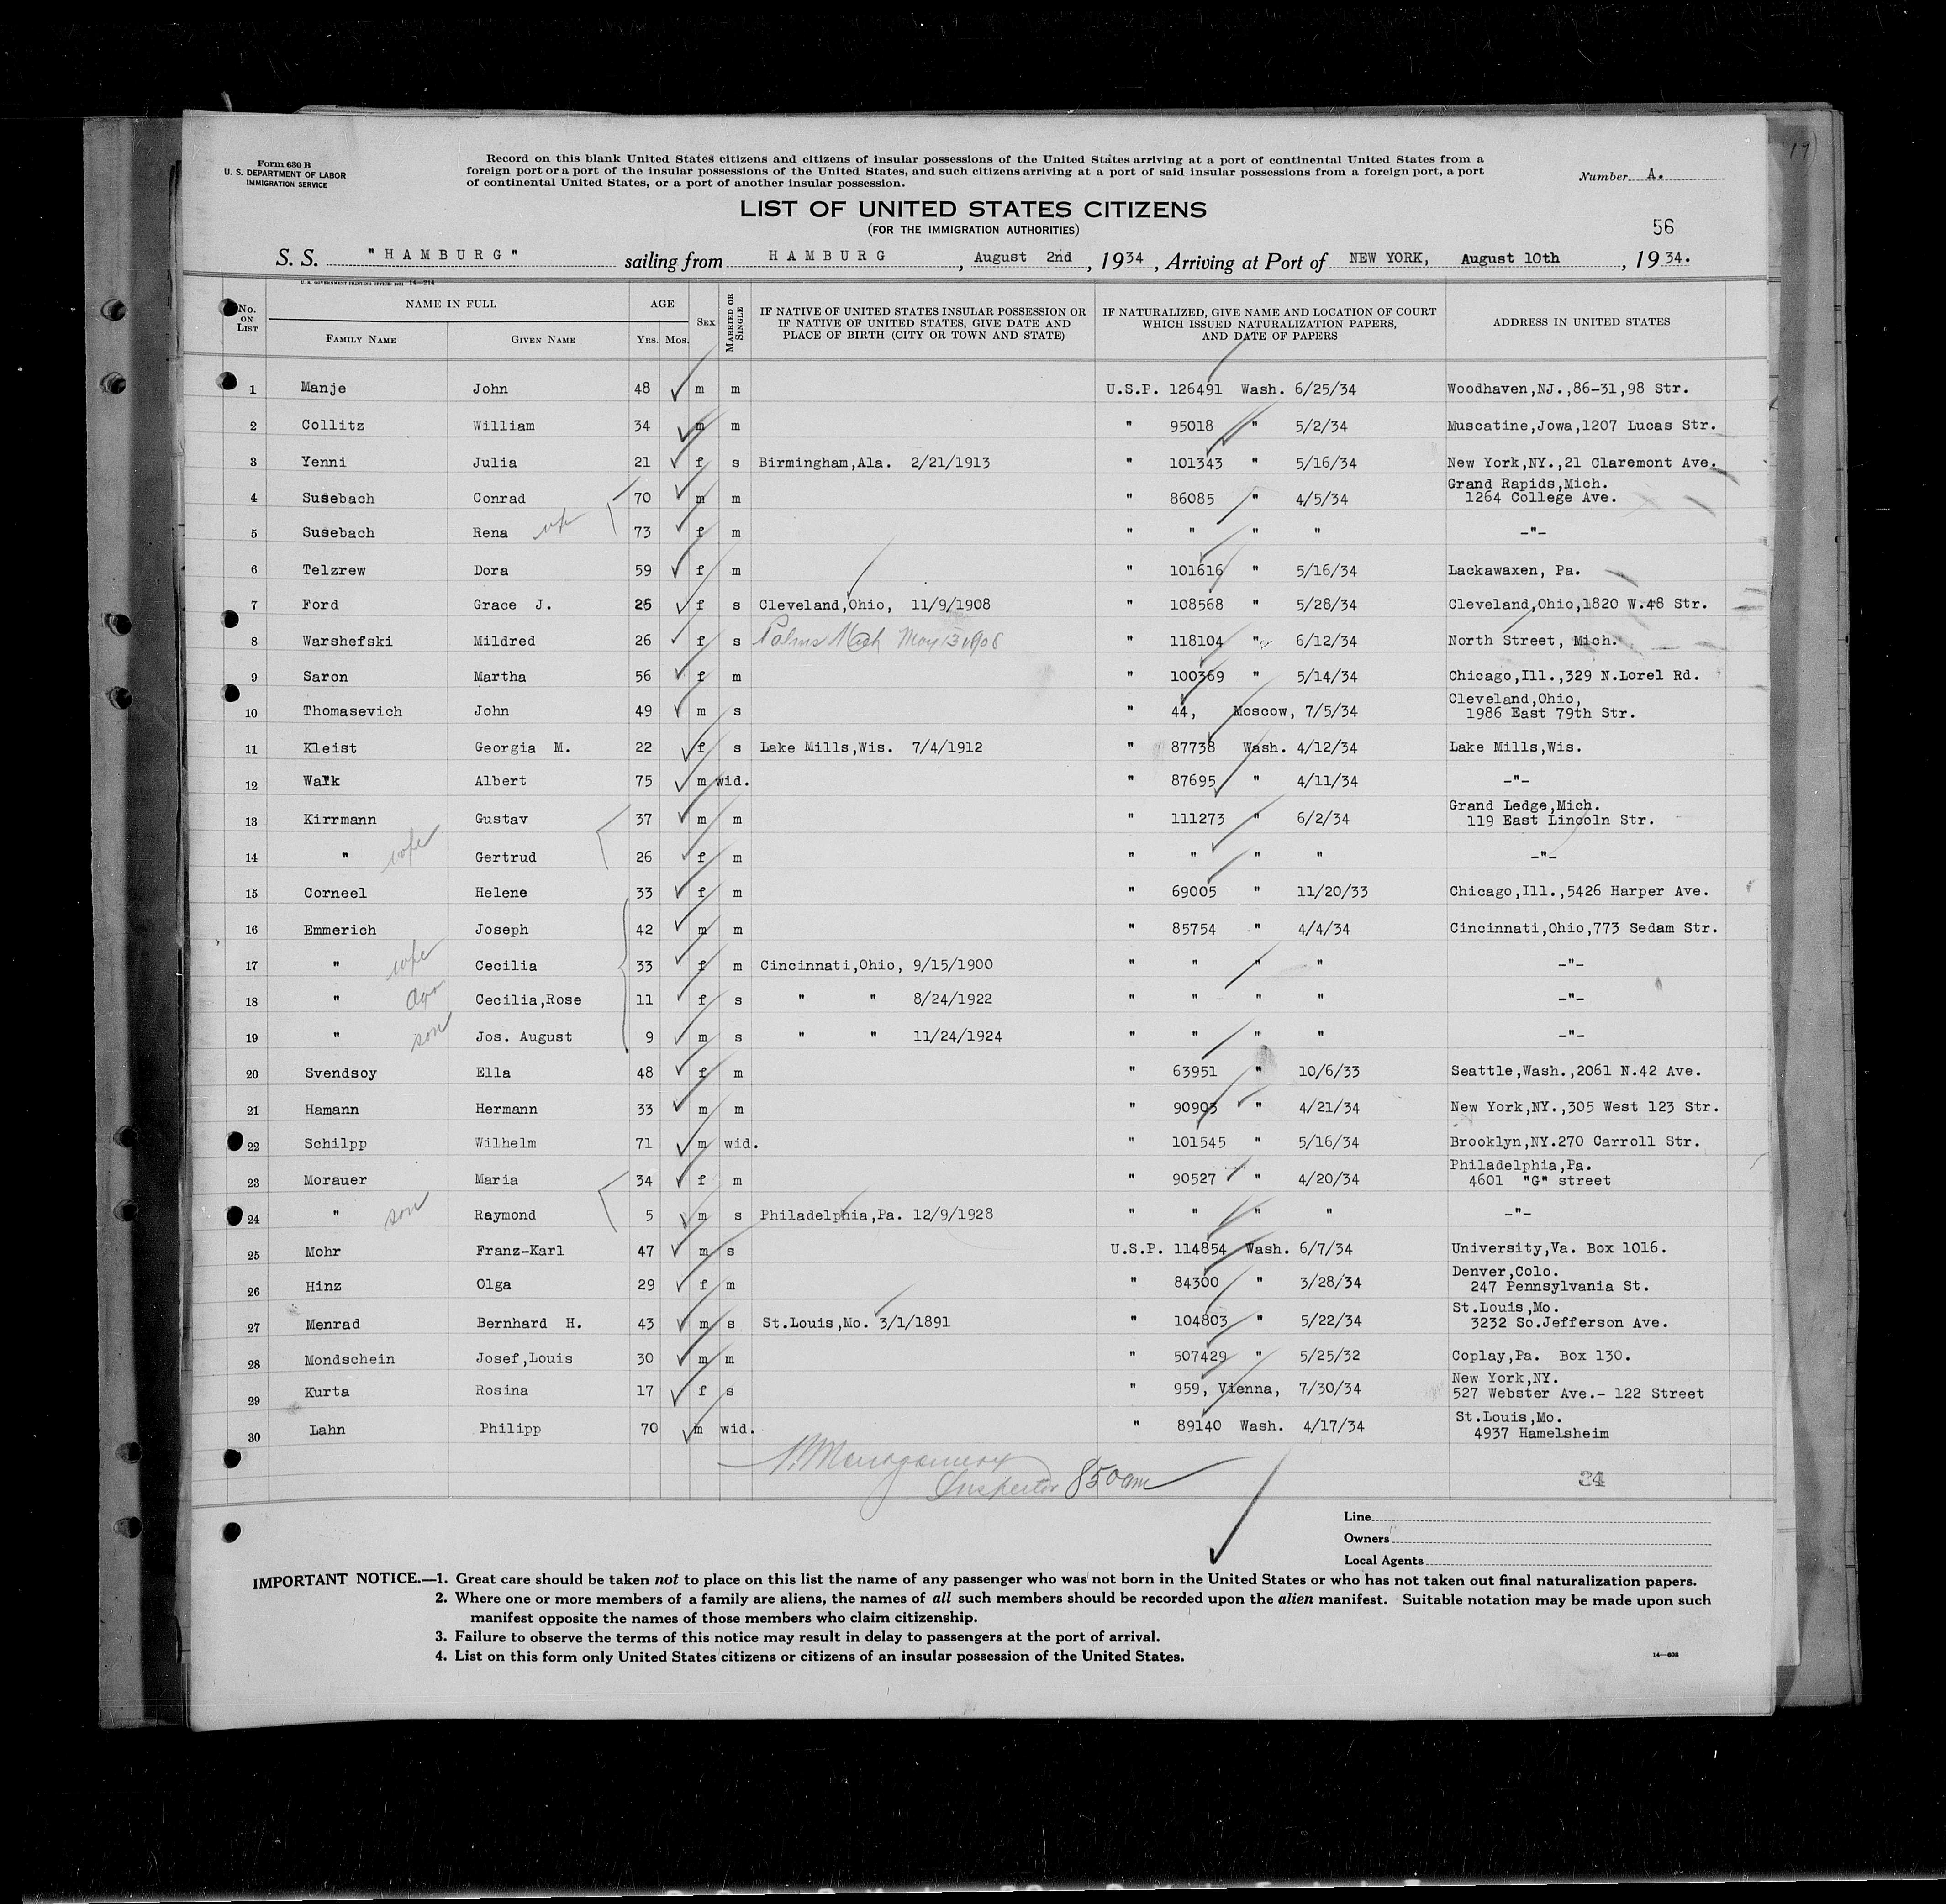 19
Form 630 B
U. S. DEPARTMENT OF LABOR
IMMIGRATION SERVICE
Record on this blank United States citizens and citizens of insular possessions of the United States arriving at a port of continental United States from a
foreign port or a port of the insular possessions of the United States, and such citizens arriving at a port of said insular possessions from a foreign port, a port
of continental United States, or a port of another insular possession.
Number A.
LIST OF UNITED STATES CITIZENS
(FOR THE IMMIGRATION AUTHORITIES)
56
S. S. "HAMBURG" sailing from HAMBURG, August 2nd, 1934, Arriving at Port of NEW YORK, August 10th, 1934.
U. S. GOVERNMENT PRINTING OFFICE: 1931 14—214
No. ON LIST NAME IN FULL FAMILY NAME GIVEN NAME AGE YRS. MOS. SEX MARRIED OR SINGLE IF NATIVE OF UNITED STATES INSULAR POSSESSION OR IF NATIVE OF UNITED STATES, GIVE DATE AND PLACE OF BIRTH (CITY OR TOWN AND STATE) IF NATURALIZED, GIVE NAME AND LOCATION OF COURT WHICH ISSUED NATURALIZATION PAPERS, AND DATE OF PAPERS ADDRESS IN UNITED STATES
1 Manje John 48 m m U.S.P. 126491 Wash. 6/25/34 Woodhaven,NJ.,86-31,98 Str.
2 Collitz William 34 m m " 95018 " 5/2/34 Muscatine,Jowa,1207 Lucas Str.
3 Yenni Julia 21 f s Birmingham,Ala. 2/21/1913 " 101343 " 5/16/34 New York,NY.,21 Claremont Ave.
4 Susebach Conrad 70 m m " 86085 " 4/5/34 Grand Rapids,Mich.
1264 College Ave.
5 Susebach Rena wf 73 f m " " " " -"-
6 Telzrew Dora 59 f m " 101616 " 5/16/34 Lackawaxen, Pa.
7 Ford Grace J. 25 f s Cleveland,Ohio, 11/9/1908 " 108568 " 5/28/34 Cleveland,Ohio,1820 W.48 Str.
8 Warshefski Mildred 26 f s Palms Mich May 13 1908 " 118104 " 6/12/34 North Street, Mich.
9 Saron Martha 56 f m " 100369 " 5/14/34 Chicago,Ill.,329 N.Lorel Rd.
10 Thomasevich John 49 m s " 44, Moscow, 7/5/34 Cleveland,Ohio,
1986 East 79th Str.
11 Kleist Georgia M. 22 f s Lake Mills,Wis. 7/4/1912 " 87738 Wash. 4/12/34 Lake Mills,Wis.
12 Walk Albert 75 m wid. " 87695 " 4/11/34 -"-
13 Kirrmann Gustav 37 m m " 111273 " 6/2/34 Grand Ledge,Mich.
119 East Lincoln Str.
14 " wife Gertrud 26 f m " " " " -"-
15 Corneel Helene 33 f m " 69005 " 11/20/33 Chicago,Ill.,5426 Harper Ave.
16 Emmerich Joseph 42 m m " 85754 " 4/4/34 Cincinnati,Ohio,773 Sedam Str.
17 " wife Cecilia 33 f m Cincinnati,Ohio, 9/15/1900 " " " " -"-
18 " Cecilia,Rose 11 f s " " 8/24/1922 " " " " -"-
19 " son Jos. August 9 m s " " 11/24/1924 " " " " -"-
20 Svendsoy Ella 48 f m " 63951 " 10/6/33 Seattle,Wash.,2061 N.42 Ave.
21 Hamann Hermann 33 m m " 90903 " 4/21/34 New York,NY.,305 West 123 Str.
22 Schilpp Wilhelm 71 m wid. " 101545 " 5/16/34 Brooklyn,NY.270 Carroll Str.
23 Morauer Maria 34 f m " 90527 " 4/20/34 Philadelphia,Pa.
4601 "G" street
24 " son Raymond 5 m s Philadelphia,Pa. 12/9/1928 " " " " -"-
25 Mohr Franz-Karl 47 m s U.S.P. 114854 Wash. 6/7/34 University,Va. Box 1016.
26 Hinz Olga 29 f m " 84300 " 3/28/34 Denver,Colo.
247 Pennsylvania St.
27 Menrad Bernhard H. 43 m s St.Louis,Mo. 3/1/1891 " 104803 " 5/22/34 St.Louis,Mo.
3232 So.Jefferson Ave.
28 Mondschein Josef,Louis 30 m m " 507429 " 5/25/32 Coplay,Pa. Box 130.
29 Kurta Rosina 17 f s " 959, Vienna, 7/30/34 New York,NY.
527 Webster Ave.- 122 Street
30 Lahn Philipp 70 m wid. " 89140 Wash. 4/17/34 St.Louis,Mo.
4937 Hamelsheim
Montgomery
Inspector 850am
34
Line
Owners
Local Agents
IMPORTANT NOTICE.—1. Great care should be taken not to place on this list the name of any passenger who was not born in the United States or who has not taken out final naturalization papers.
2. Where one or more members of a family are aliens, the names of all such members should be recorded upon the alien manifest. Suitable notation may be made upon such
manifest opposite the names of those members who claim citizenship.
3. Failure to observe the terms of this notice may result in delay to passengers at the port of arrival.
4. List on this form only United States citizens or citizens of an insular possession of the United States.
14—608